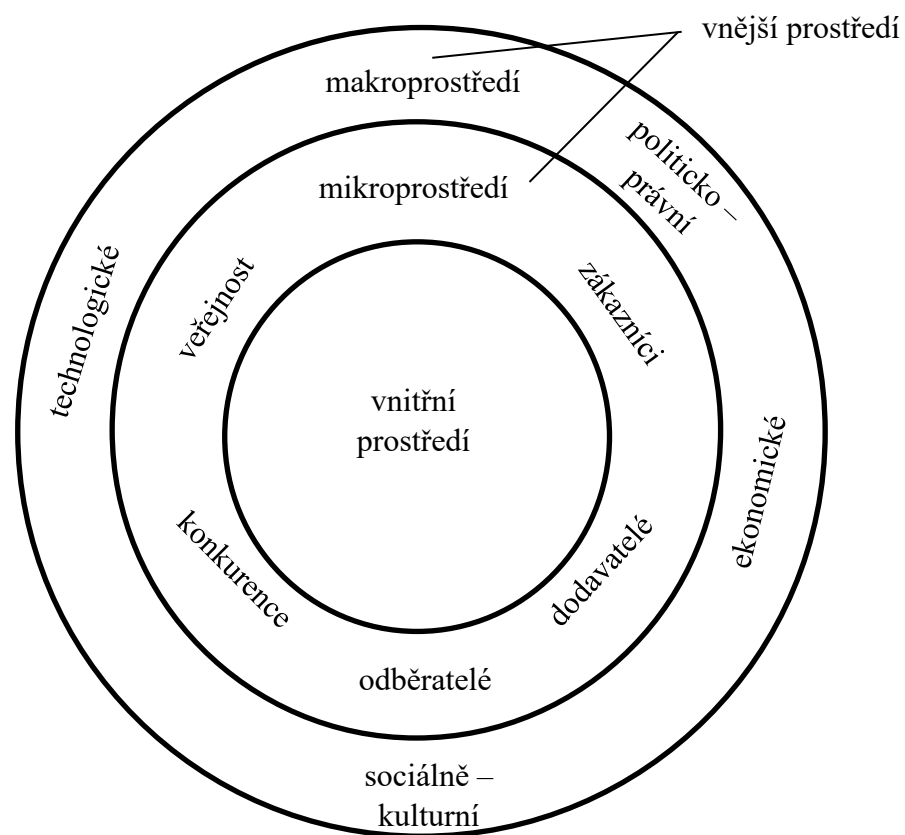 vnější prostředí
makroprostředí
politicko –
právní
mikroprostředí
technologické
veřejnost
zákazníci
vnitřní
prostředí
ekonomické
konkurence
dodavatelé
odběratelé
sociálně –
kulturní